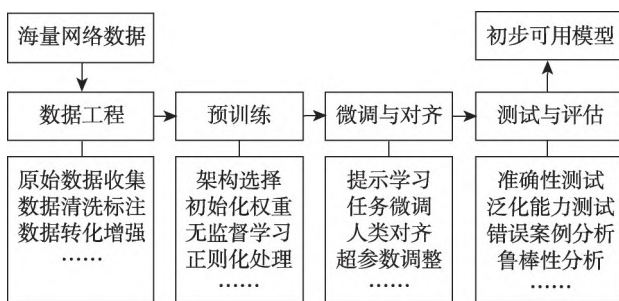 海量网络数据
初步可用模型
数据工程
预训练
微调与对齐
测试与评估
原始数据收集
数据清洗标注
数据转化增强
……
架构选择
初始化权重
无监督学习
正则化处理
……
提示学习
任务微调
人类对齐
超参数调整
……
准确性测试
泛化能力测试
错误案例分析
鲁棒性分析
……